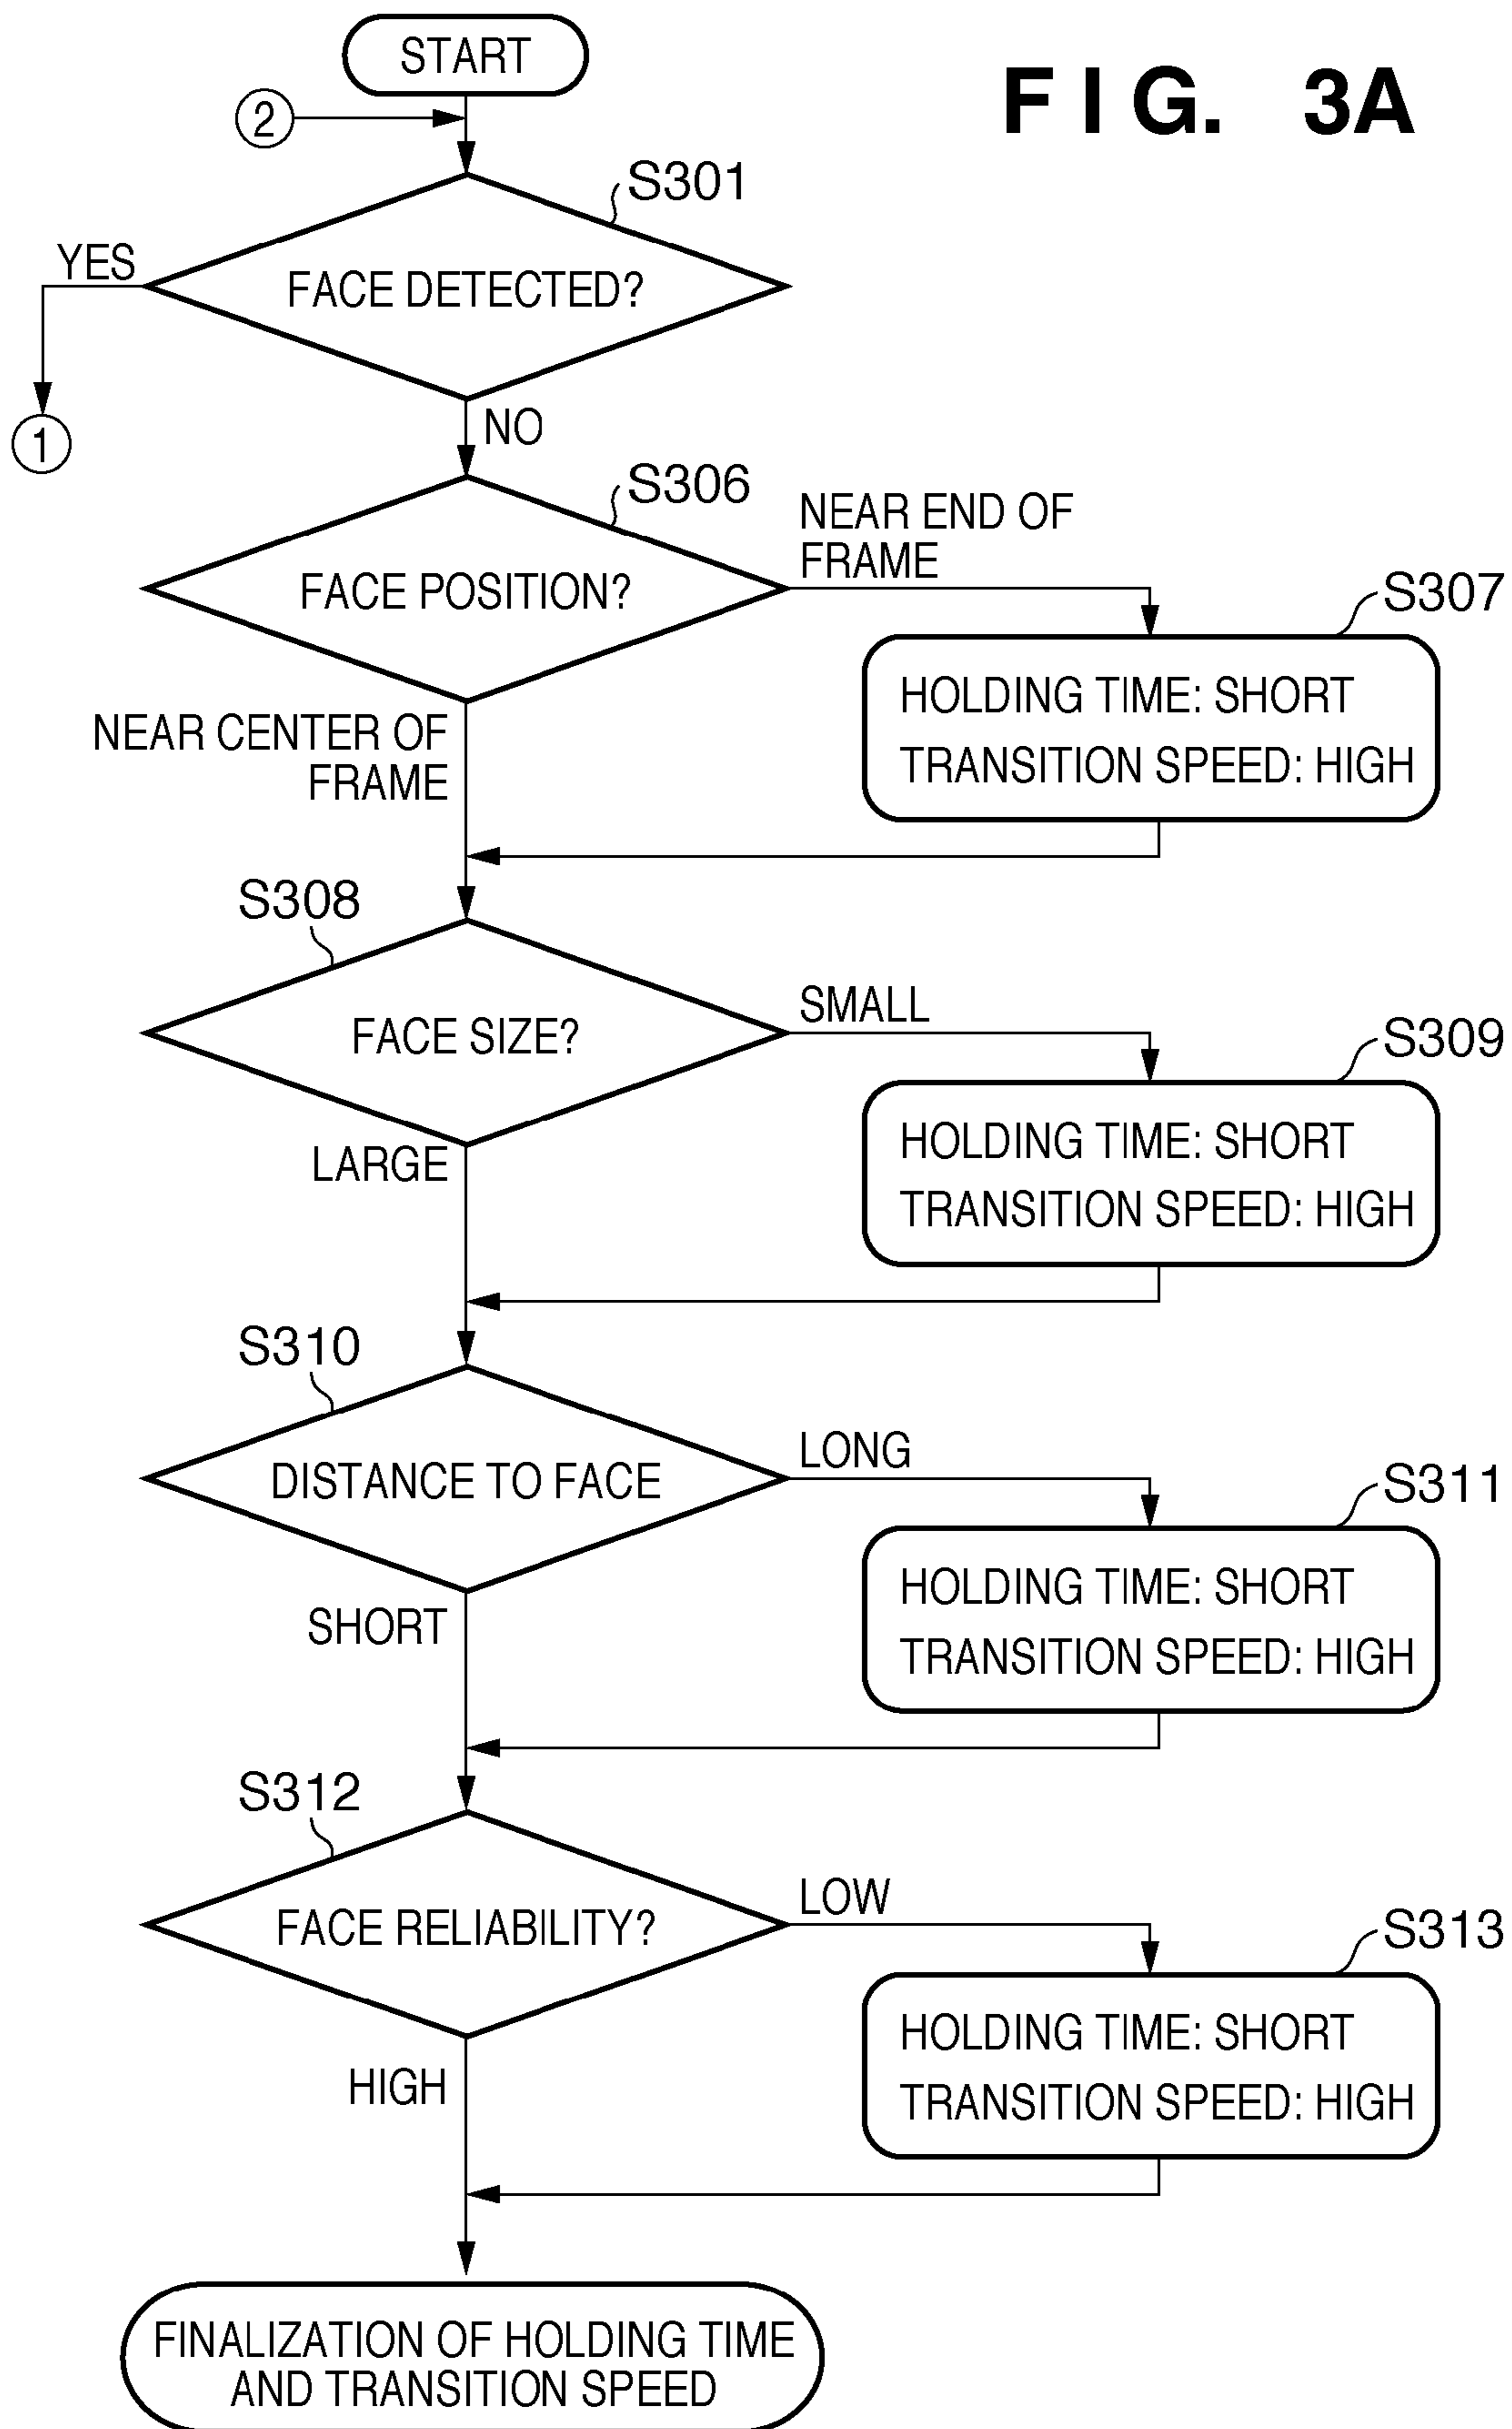 START
FIG. 3A
2
S301
YES
FACE DETECTED?
1
NO
S306
NEAR END OF
FRAME
FACE POSITION?
S307
HOLDING TIME: SHORT
TRANSITION SPEED: HIGH
NEAR CENTER OF
FRAME
S308
SMALL
FACE SIZE?
S309
HOLDING TIME: SHORT
TRANSITION SPEED: HIGH
LARGE
S310
LONG
DISTANCE TO FACE
S311
HOLDING TIME: SHORT
TRANSITION SPEED: HIGH
SHORT
S312
LOW
FACE RELIABILITY?
S313
HOLDING TIME: SHORT
TRANSITION SPEED: HIGH
HIGH
FINALIZATION OF HOLDING TIME
AND TRANSITION SPEED